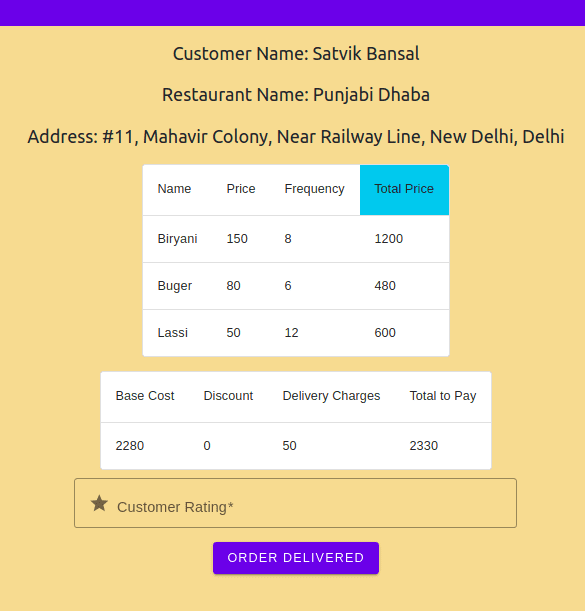 Customer Name: Satvik Bansal
Restaurant Name: Punjabi Dhaba
Address: #11, Mahavir Colony, Near Railway Line, New Delhi, Delhi
Name Price Frequency Total Price
Biryani 150 8 1200
Buger 80 6 480
Lassi 50 12 600
Base Cost Discount Delivery Charges Total to Pay
2280 0 50 2330
Customer Rating*
ORDER DELIVERED